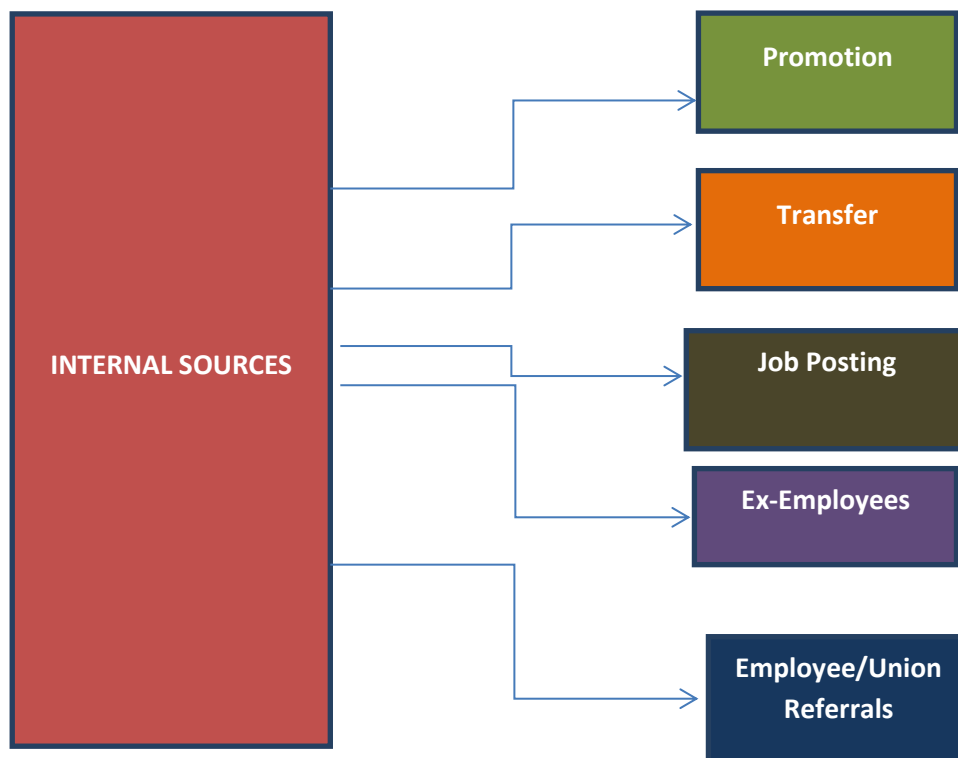 INTERNAL SOURCES
Promotion
Transfer
Job Posting
Ex-Employees
Employee/Union
Referrals